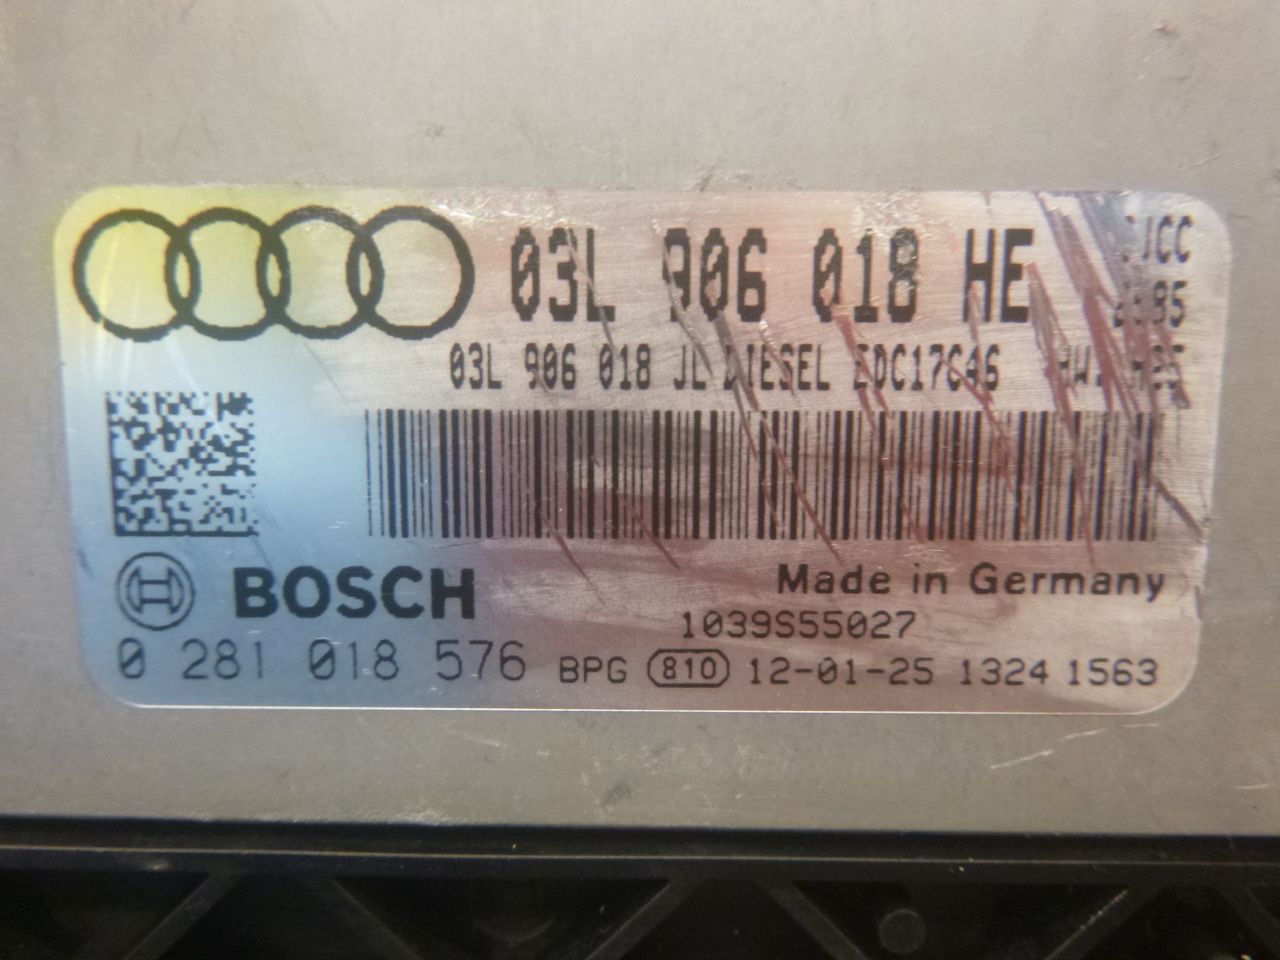 03L 906 018 HE
03L 906 018 JL DIESEL EDC17C46
BOSCH
Made in Germany
1039S55027
0 281 018 576 BPG 810 12-01-25 1324 1563